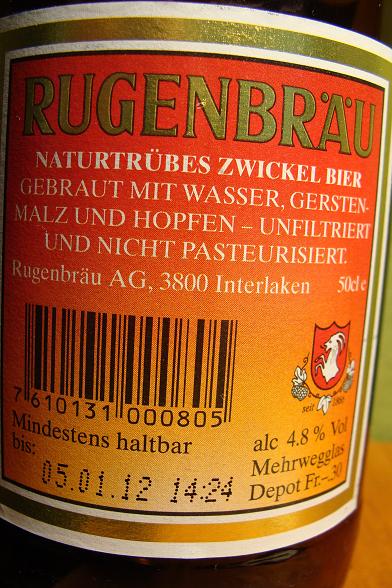 RUGENBRÄU
NATURTRÜBES ZWICKEL BIER
GEBRAUT MIT WASSER, GERSTEN-
MALZ UND HOPFEN – UNFILTRIERT
UND NICHT PASTEURISIERT.
Rugenbräu AG, 3800 Interlaken 50cl e
7 610131 000805
seit 1866
Mindestens haltbar
bis:
05.01.12 14:24
alc 4.8 % Vol
Mehrwegglas
Depot Fr.–.30